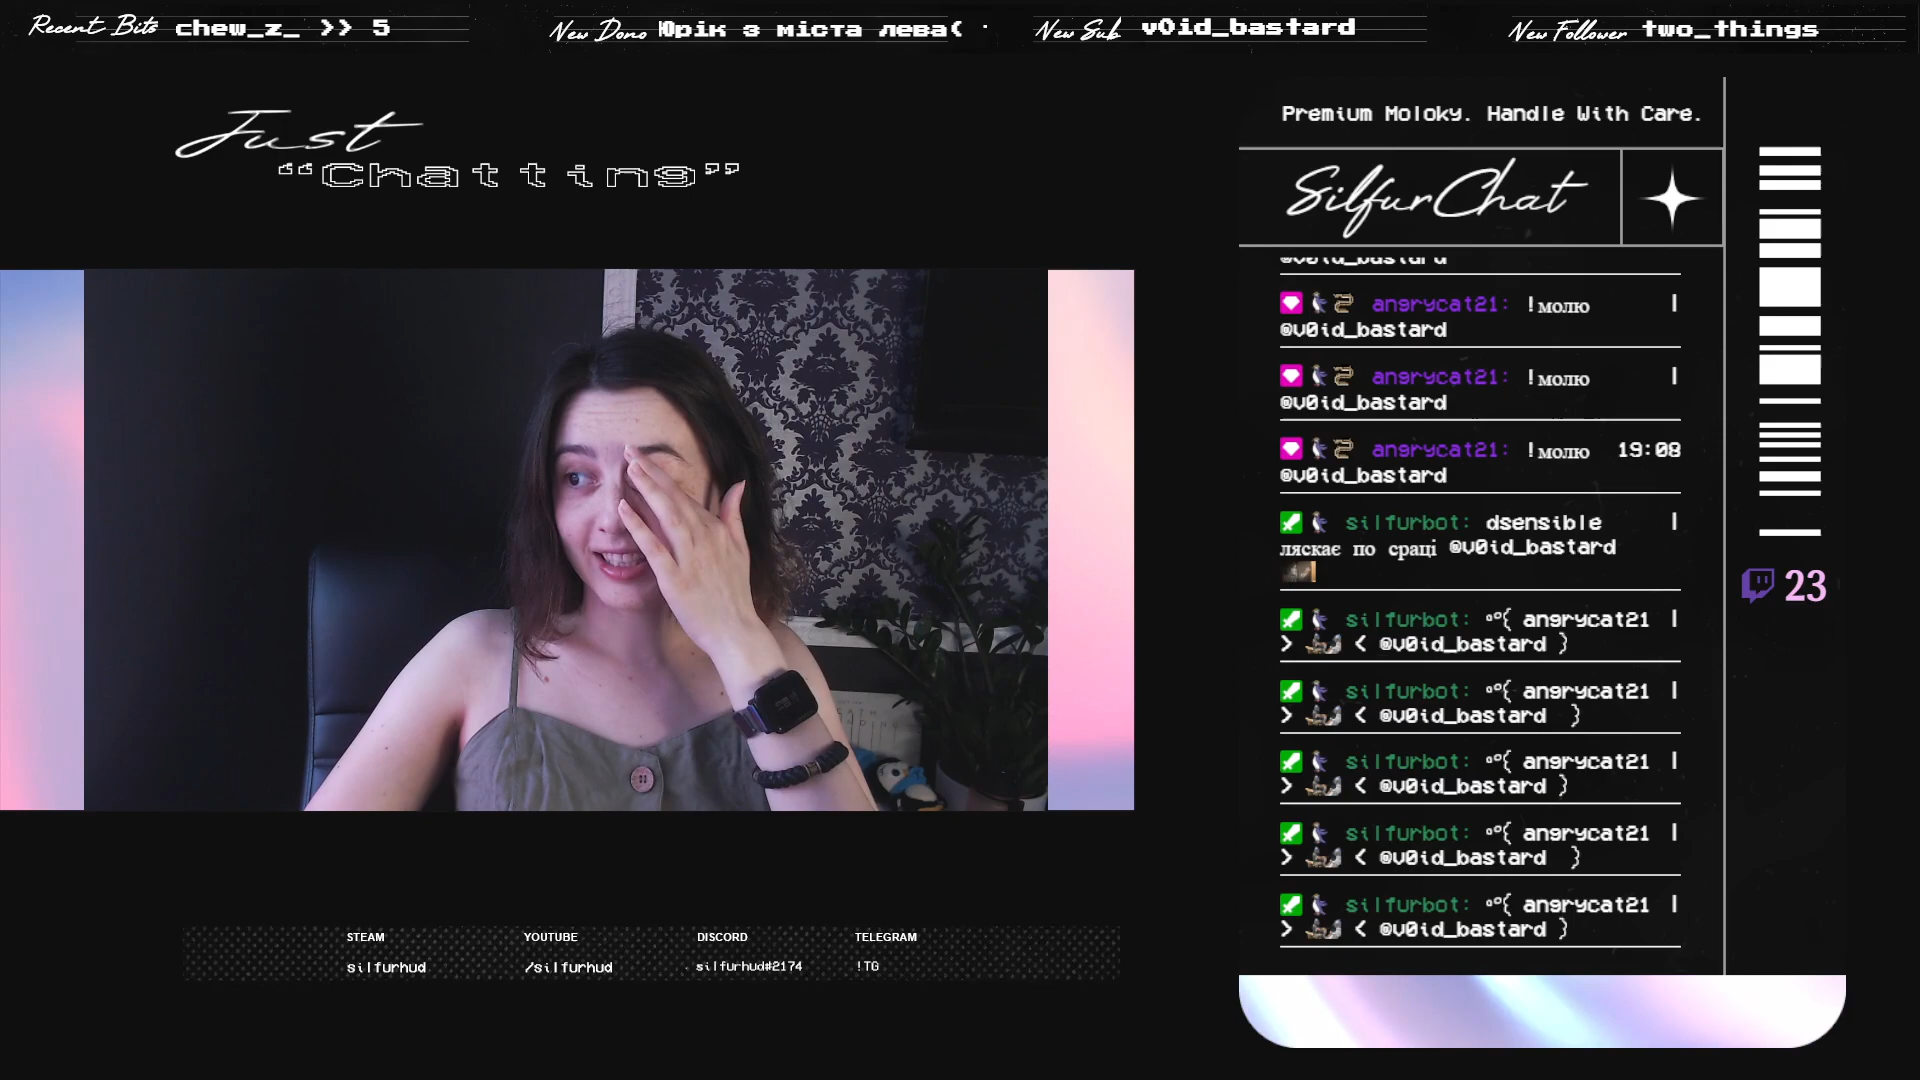 Recent Bits chew_z_ >> 5
New Dono Юрік з міста лева(
New Sub v0id_bastard
New Follower two_things
Just
“Chatting”
Premium Moloky. Handle With Care.
SilfurChat
@v0id_bastard
angrycat21: !молю |
@v0id_bastard
angrycat21: !молю |
@v0id_bastard
angrycat21: !молю 19:08
@v0id_bastard
silfurbot: dsensible |
ляскає по сраці @v0id_bastard
silfurbot: °º{ angrycat21 |
> < @v0id_bastard }
silfurbot: °º{ angrycat21 |
> < @v0id_bastard }
silfurbot: °º{ angrycat21 |
> < @v0id_bastard }
silfurbot: °º{ angrycat21 |
> < @v0id_bastard }
silfurbot: °º{ angrycat21 |
> < @v0id_bastard }
23
STEAM
silfurhud
YOUTUBE
/silfurhud
DISCORD
silfurhud#2174
TELEGRAM
!TG